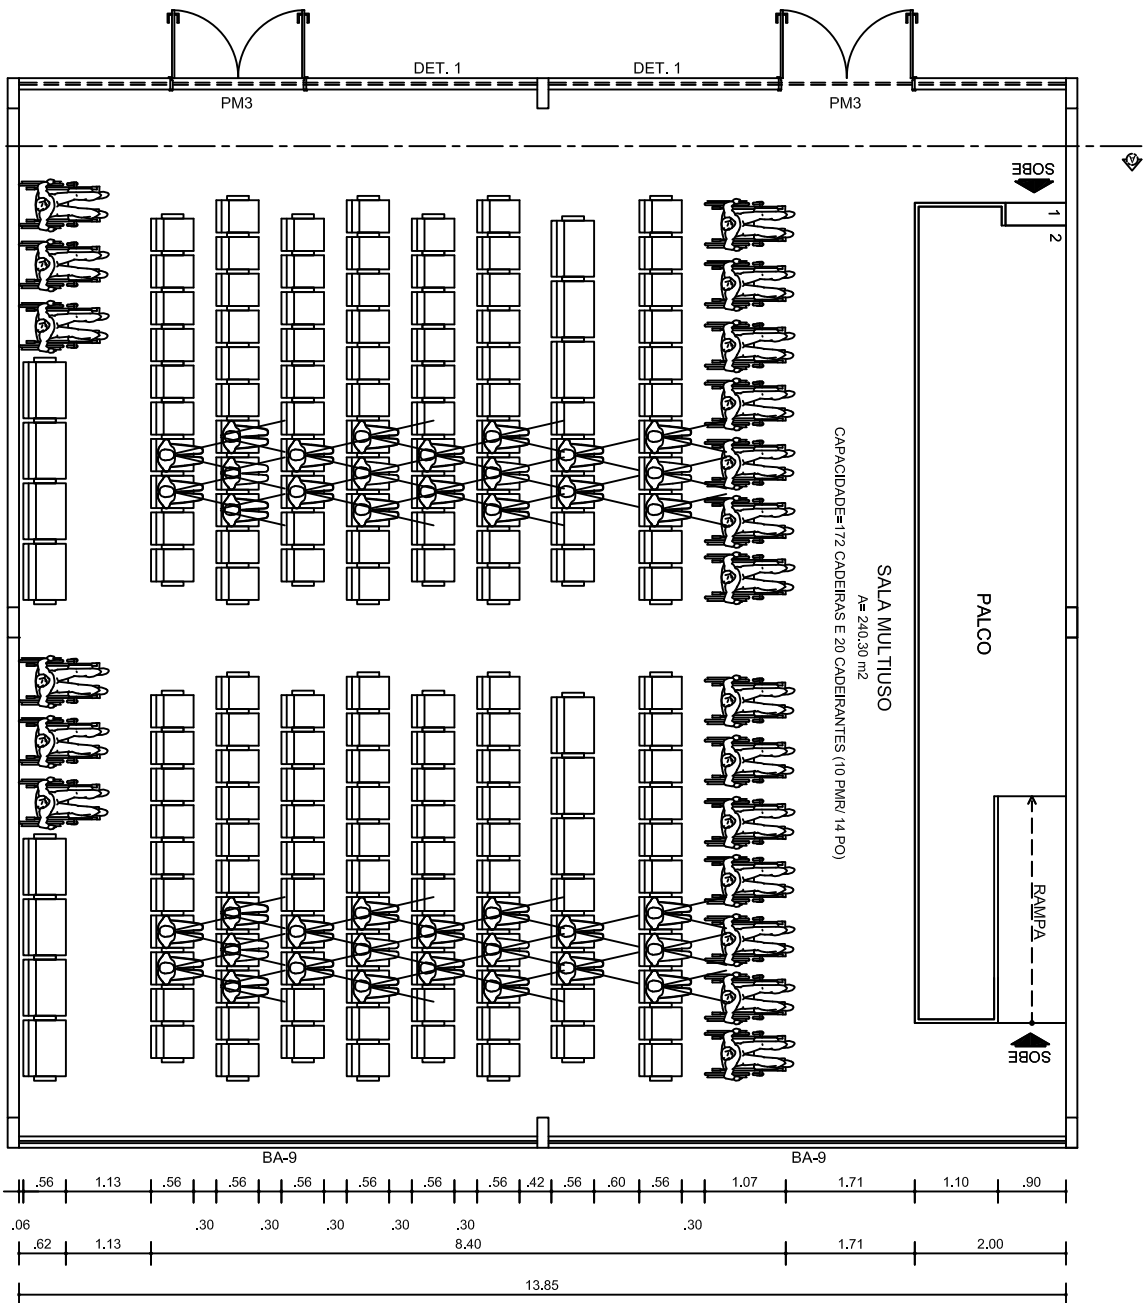 DET. 1
DET. 1
PM3
PM3
A
SOBE
1
2
CAPACIDADE=172 CADEIRAS E 20 CADEIRANTES (10 PMR/ 14 PO)
SALA MULTIUSO
A= 240.30 m2
PALCO
RAMPA
SOBE
BA-9
BA-9
.56 1.13 .56 .56 .56 .56 .56 .56 .42 .56 .60 .56 1.07 1.71 1.10 .90
.06 .30 .30 .30 .30 .30 .30
.62 1.13 8.40 1.71 2.00
13.85